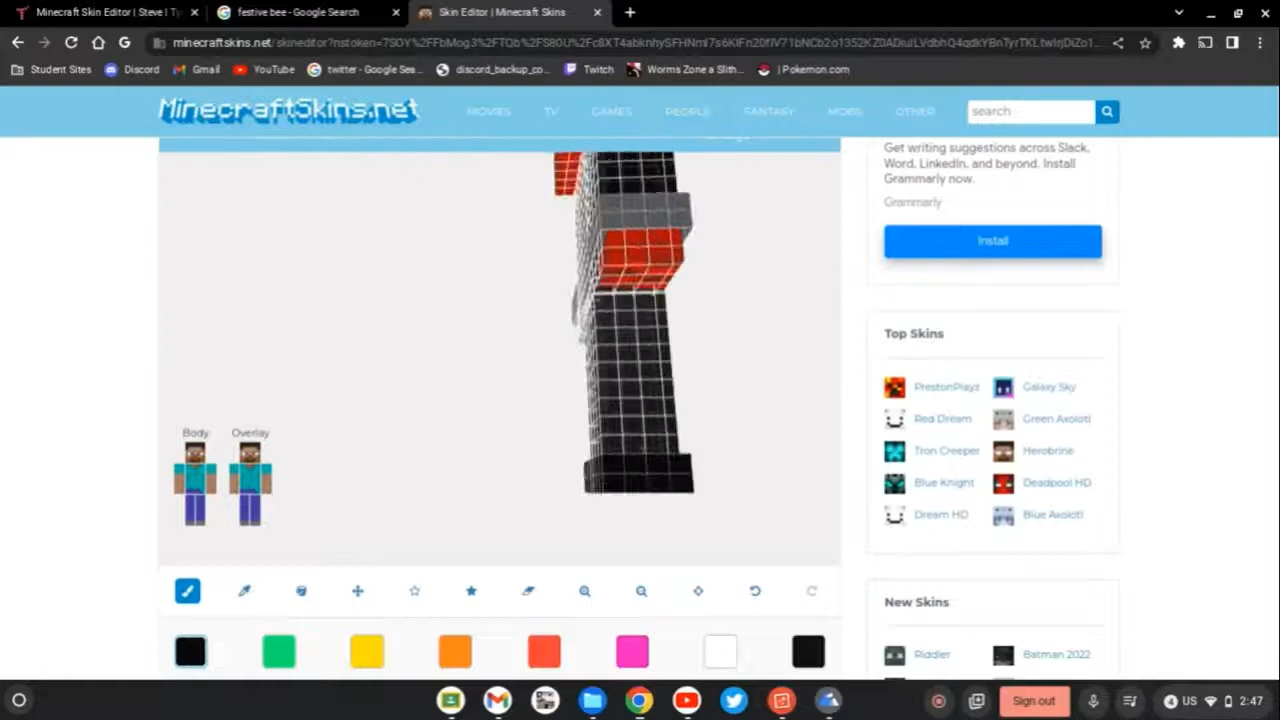 Minecraft Skin Editor | Steve | Ty
festive bee - Google Search
Skin Editor | Minecraft Skins
Student Sites
Discord
Gmail
YouTube
twitter - Google Sea...
discord_backup_co...
Twitch
Worms Zone a Slith...
| Pokemon.com
MinecraftSkins.net
MOVIES
TV
GAMES
PEOPLE
FANTASY
MOBS
OTHER
search
Get writing suggestions across Slack,
Word, LinkedIn, and beyond. Install
Grammarly now.
Grammarly
Install
Top Skins
PrestonPlayz
Galaxy Sky
Red Dream
Green Axolotl
Tron Creeper
Herobrine
Blue Knight
Deadpool HD
Dream HD
Blue Axolotl
Body
Overlay
New Skins
Riddler
Batman 2022
Sign out
4 US
2:47